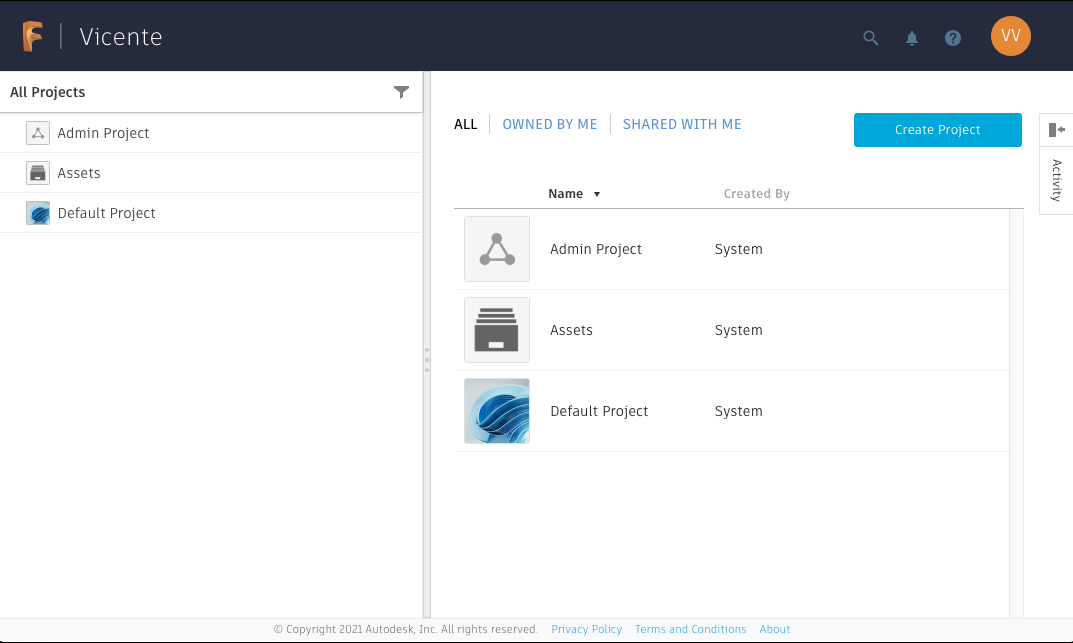 Vicente
VV
All Projects
Admin Project
Assets
Default Project
ALL
OWNED BY ME
SHARED WITH ME
Create Project
Activity
Name
Created By
Admin Project
System
Assets
System
Default Project
System
© Copyright 2021 Autodesk, Inc. All rights reserved.
Privacy Policy
Terms and Conditions
About